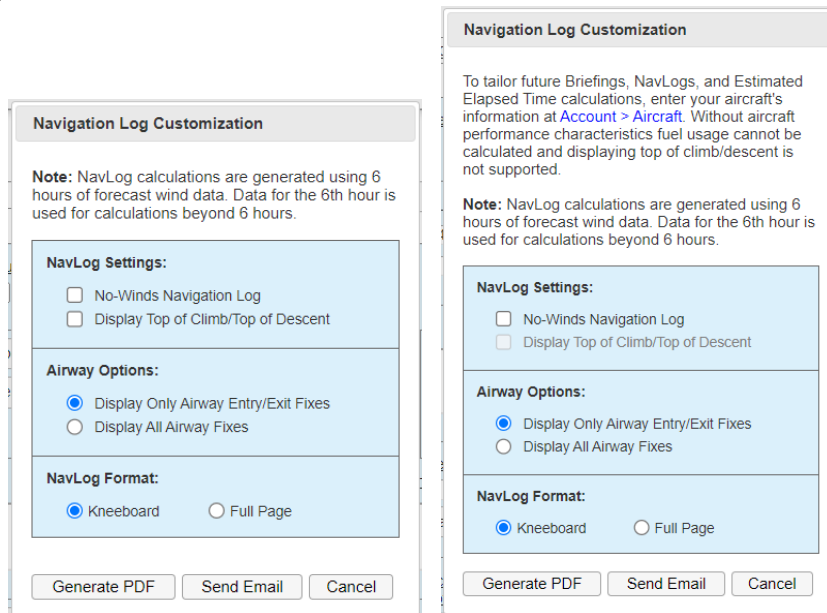 Navigation Log Customization
Note: NavLog calculations are generated using 6
hours of forecast wind data. Data for the 6th hour is
used for calculations beyond 6 hours.
NavLog Settings:
No-Winds Navigation Log
Display Top of Climb/Top of Descent
Airway Options:
Display Only Airway Entry/Exit Fixes
Display All Airway Fixes
NavLog Format:
Kneeboard Full Page
Generate PDF Send Email Cancel
Navigation Log Customization
To tailor future Briefings, NavLogs, and Estimated
Elapsed Time calculations, enter your aircraft's
information at Account > Aircraft. Without aircraft
performance characteristics fuel usage cannot be
calculated and displaying top of climb/descent is
not supported.
Note: NavLog calculations are generated using 6
hours of forecast wind data. Data for the 6th hour is
used for calculations beyond 6 hours.
NavLog Settings:
No-Winds Navigation Log
Display Top of Climb/Top of Descent
Airway Options:
Display Only Airway Entry/Exit Fixes
Display All Airway Fixes
NavLog Format:
Kneeboard Full Page
Generate PDF Send Email Cancel